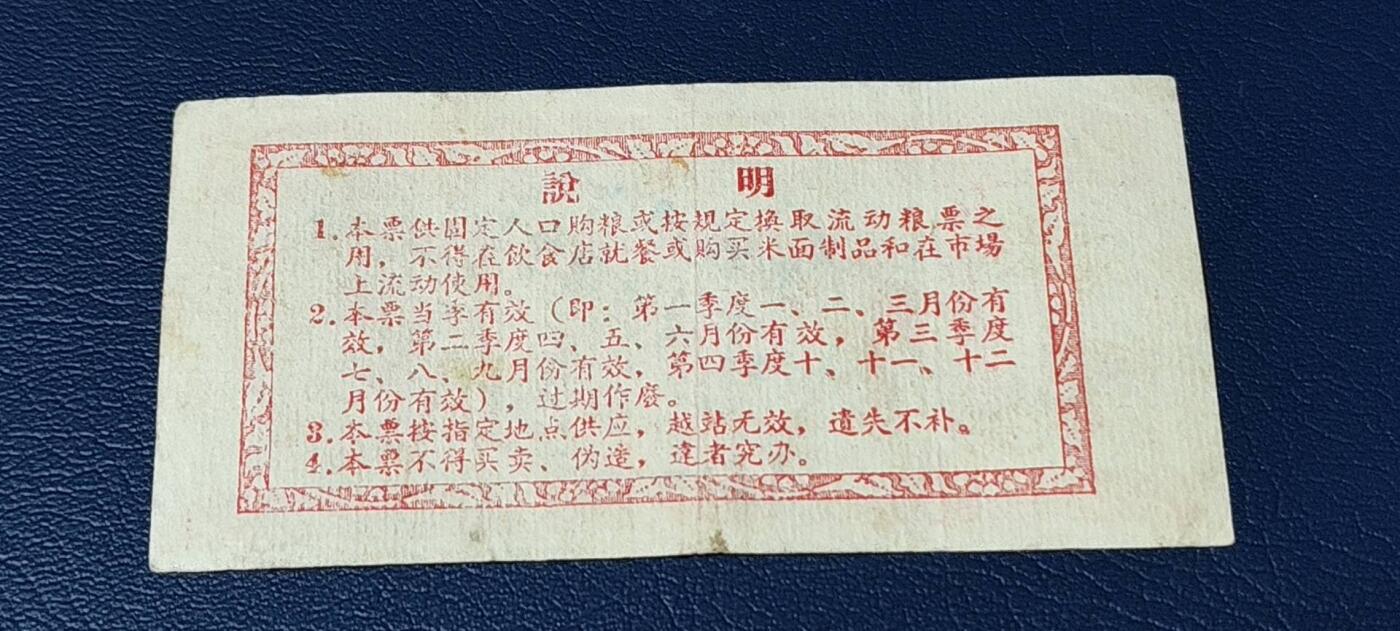 說 明
1. 本票供固定人口购粮或按規定換取流动粮票之
用，不得在飲食店就餐或购买米面制品和在市場
上流动使用。
2. 本票当季有效（即：第一季度一、二、三月份有
效，第二季度四、五、六月份有效，第三季度
七、八、九月份有效，第四季度十、十一、十二
月份有效），过期作廢。
3. 本票按指定地点供应，越站无效，遺失不补。
4. 本票不得买卖、伪造，違者究办。